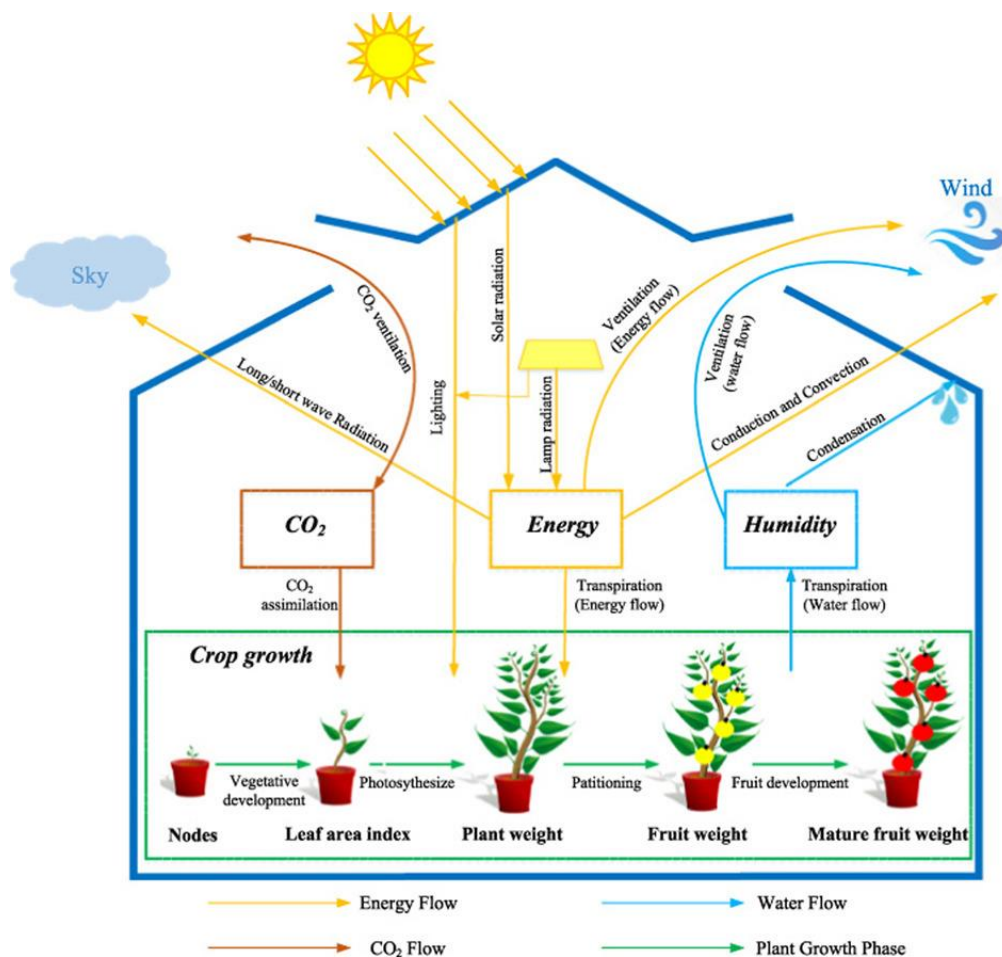 Wind
Sky
CO₂ ventilation
Solar radiation
Ventilation
(Energy flow)
Ventilation
(water flow)
Long/short wave Radiation
Lighting
Lamp radiation
Conduction and Convection
Condensation
CO₂
Energy
Humidity
CO₂
assimilation
Transpiration
(Energy flow)
Transpiration
(Water flow)
Crop growth
Vegetative
development
Photosythesize
Patitioning
Fruit development
Nodes
Leaf area index
Plant weight
Fruit weight
Mature fruit weight
Energy Flow
Water Flow
CO₂ Flow
Plant Growth Phase